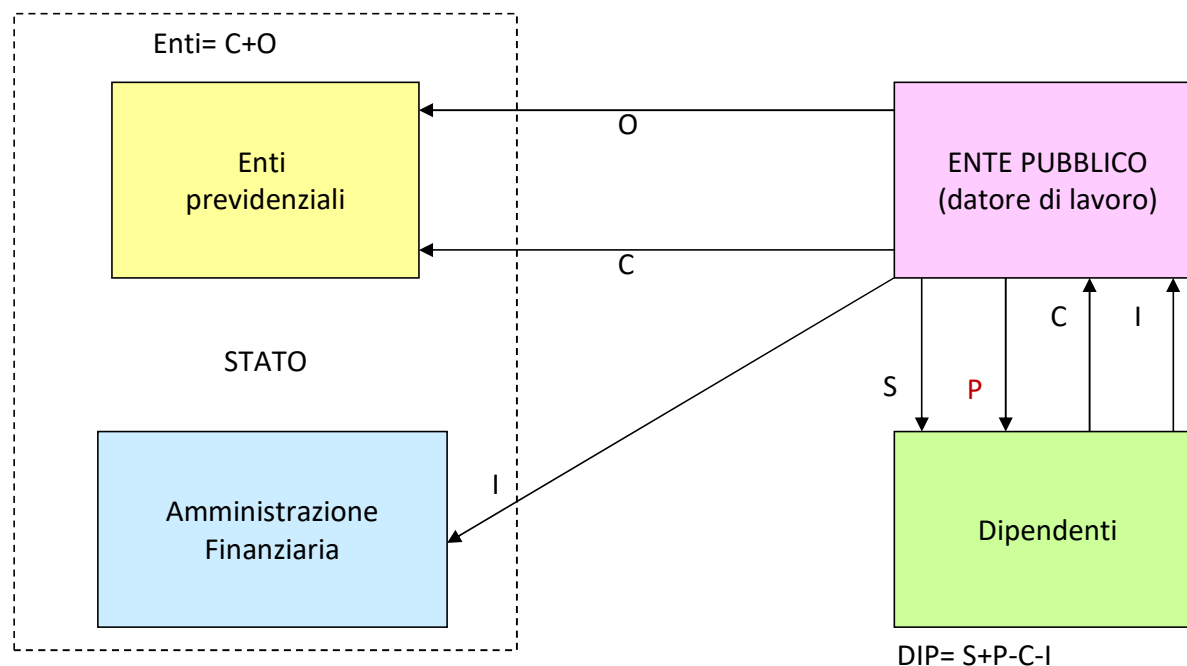 Enti= C+O
Enti
previdenziali
O
C
ENTE PUBBLICO
(datore di lavoro)
STATO
S
P
C
I
I
Amministrazione
Finanziaria
Dipendenti
DIP= S+P-C-I